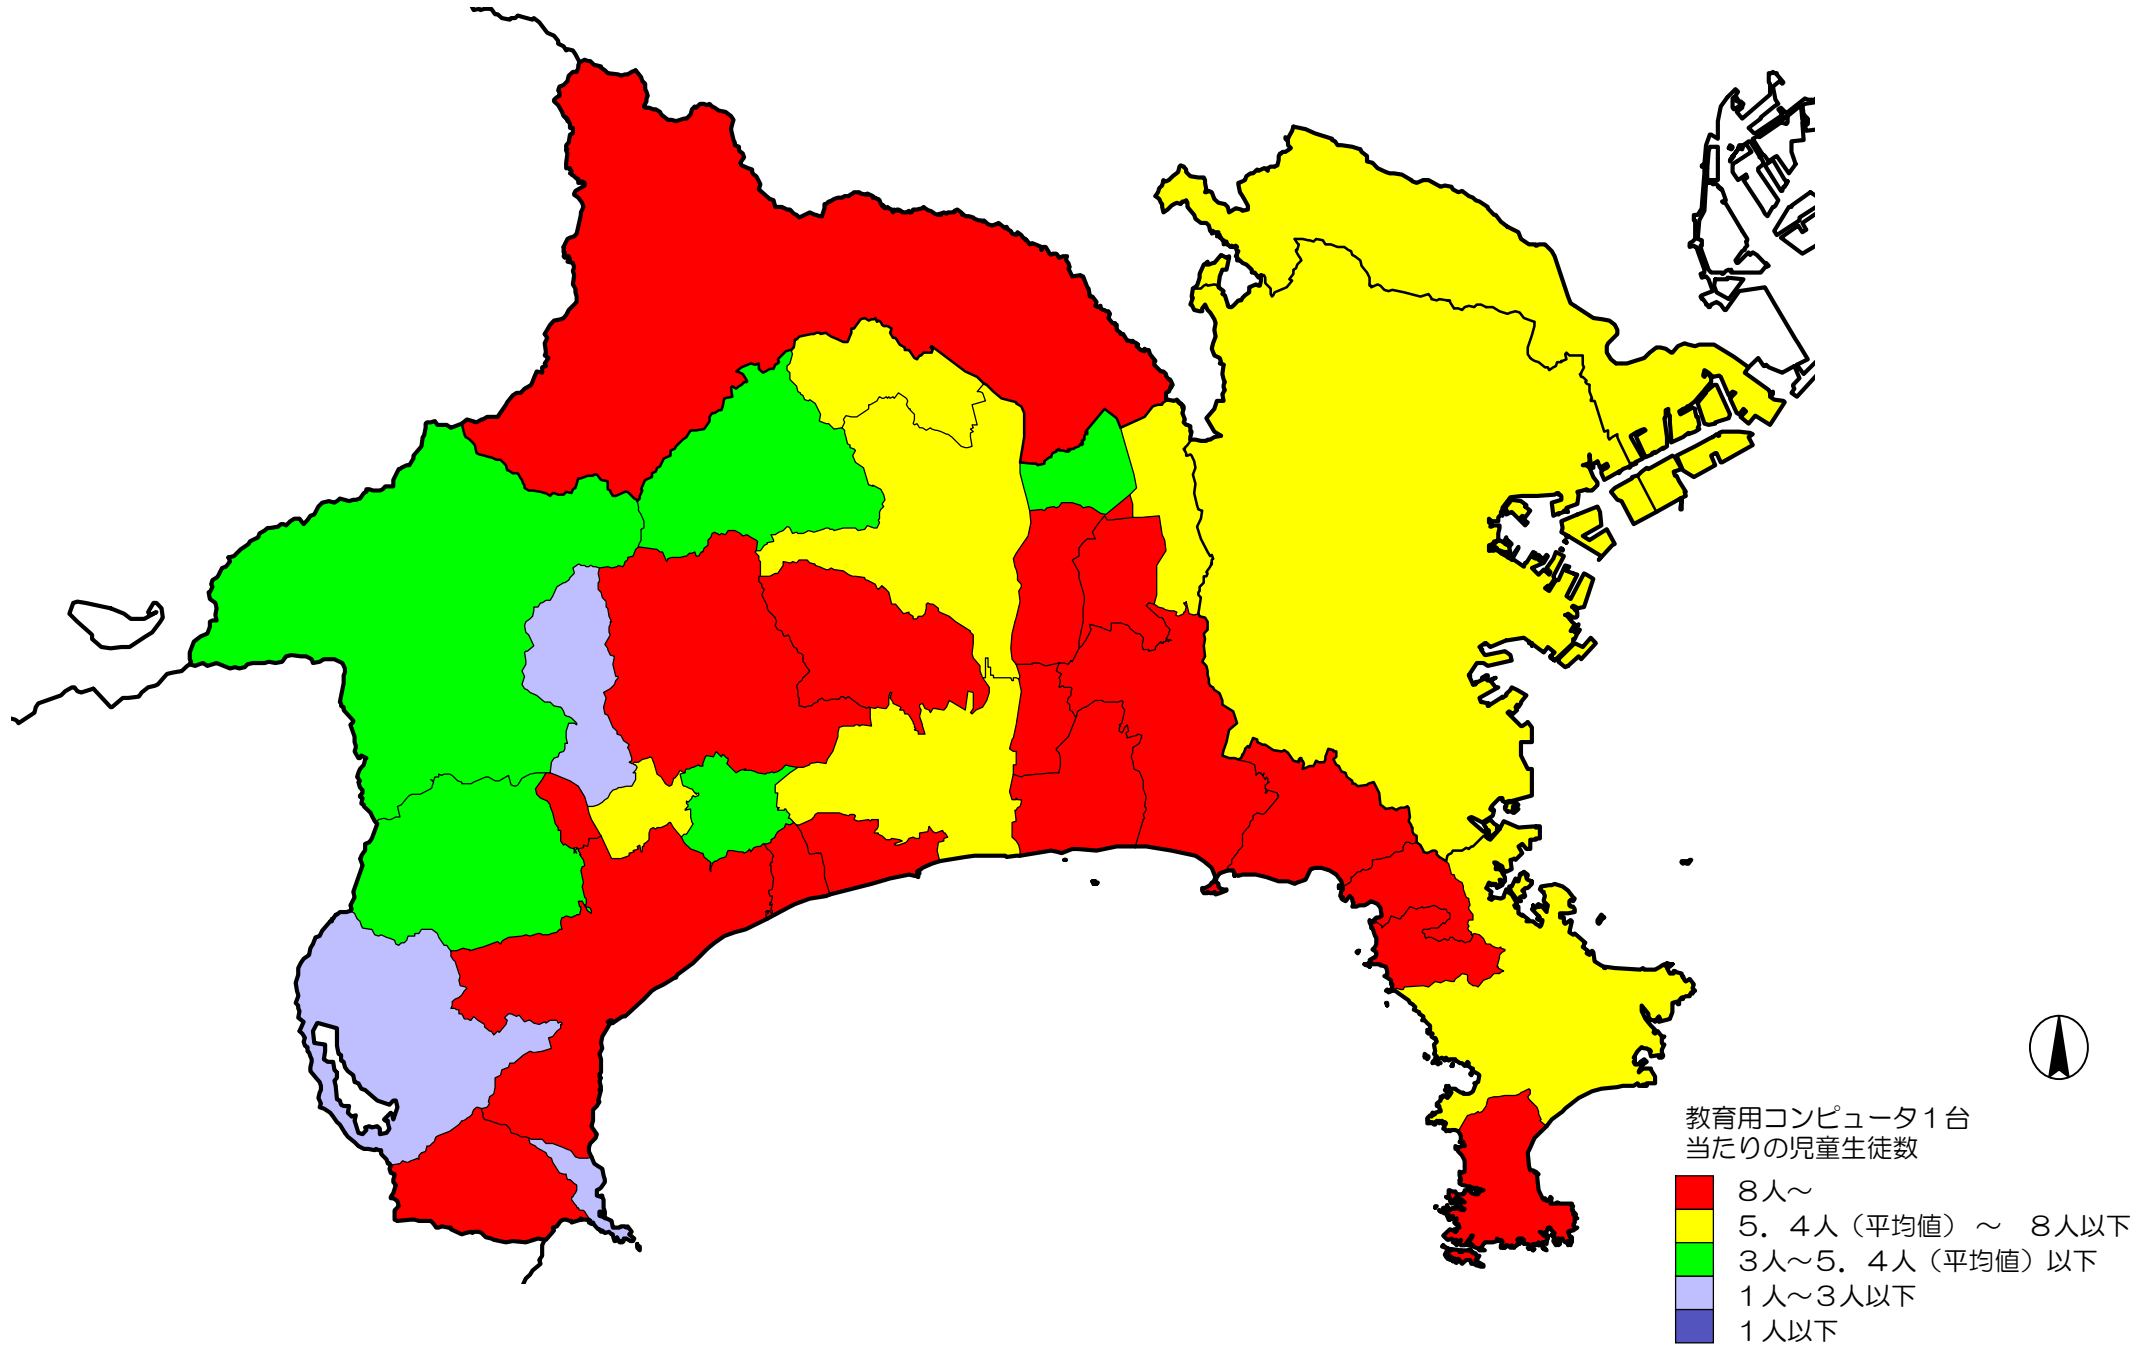 教育用コンピュータ１台
当たりの児童生徒数
８人～
５．４人（平均値）～　８人以下
３人～５．４人（平均値）以下
１人～３人以下
１人以下